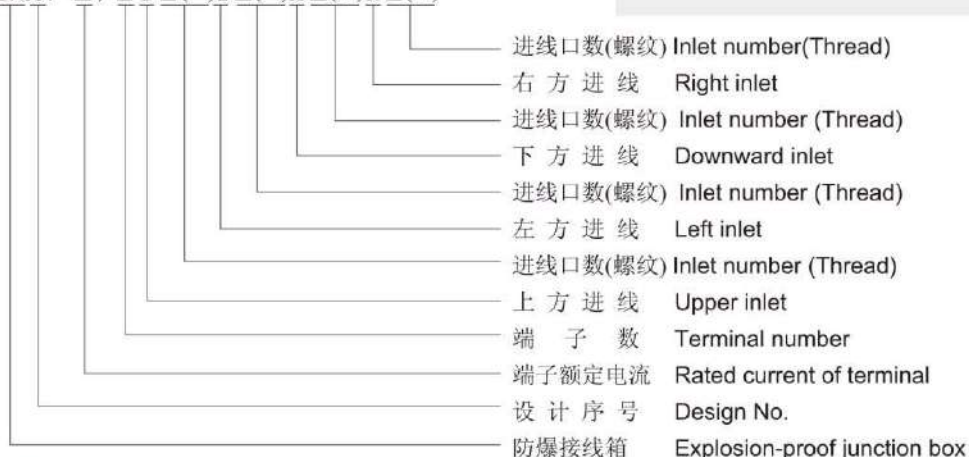 进线口数(螺纹) Inlet number(Thread)
右 方 进 线 Right inlet
进线口数(螺纹) Inlet number (Thread)
下 方 进 线 Downward inlet
进线口数(螺纹) Inlet number (Thread)
左 方 进 线 Left inlet
进线口数(螺纹) Inlet number (Thread)
上 方 进 线 Upper inlet
端 子 数 Terminal number
端子额定电流 Rated current of terminal
设 计 序 号 Design No.
防爆接线箱 Explosion-proof junction box